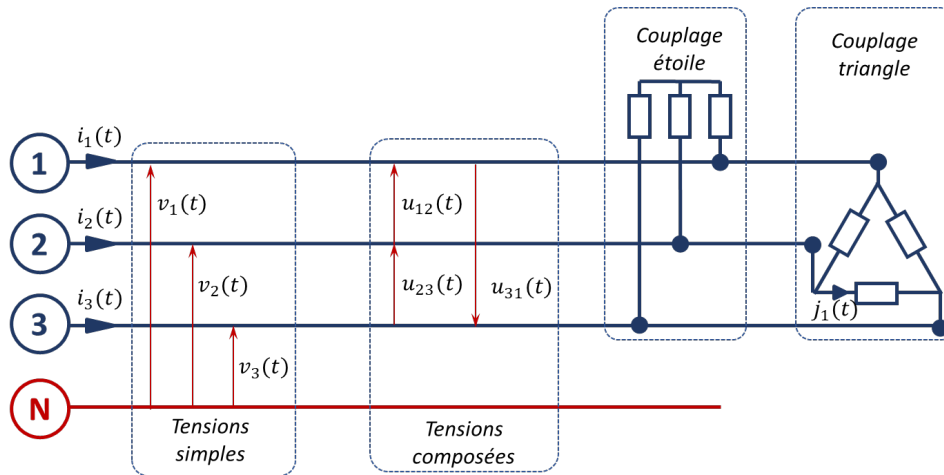 Couplage
étoile
Couplage
triangle
1
i₁(t)
2
i₂(t)
3
i₃(t)
N
v₁(t)
v₂(t)
v₃(t)
u₁₂(t)
u₂₃(t)
u₃₁(t)
j₁(t)
Tensions
simples
Tensions
composées